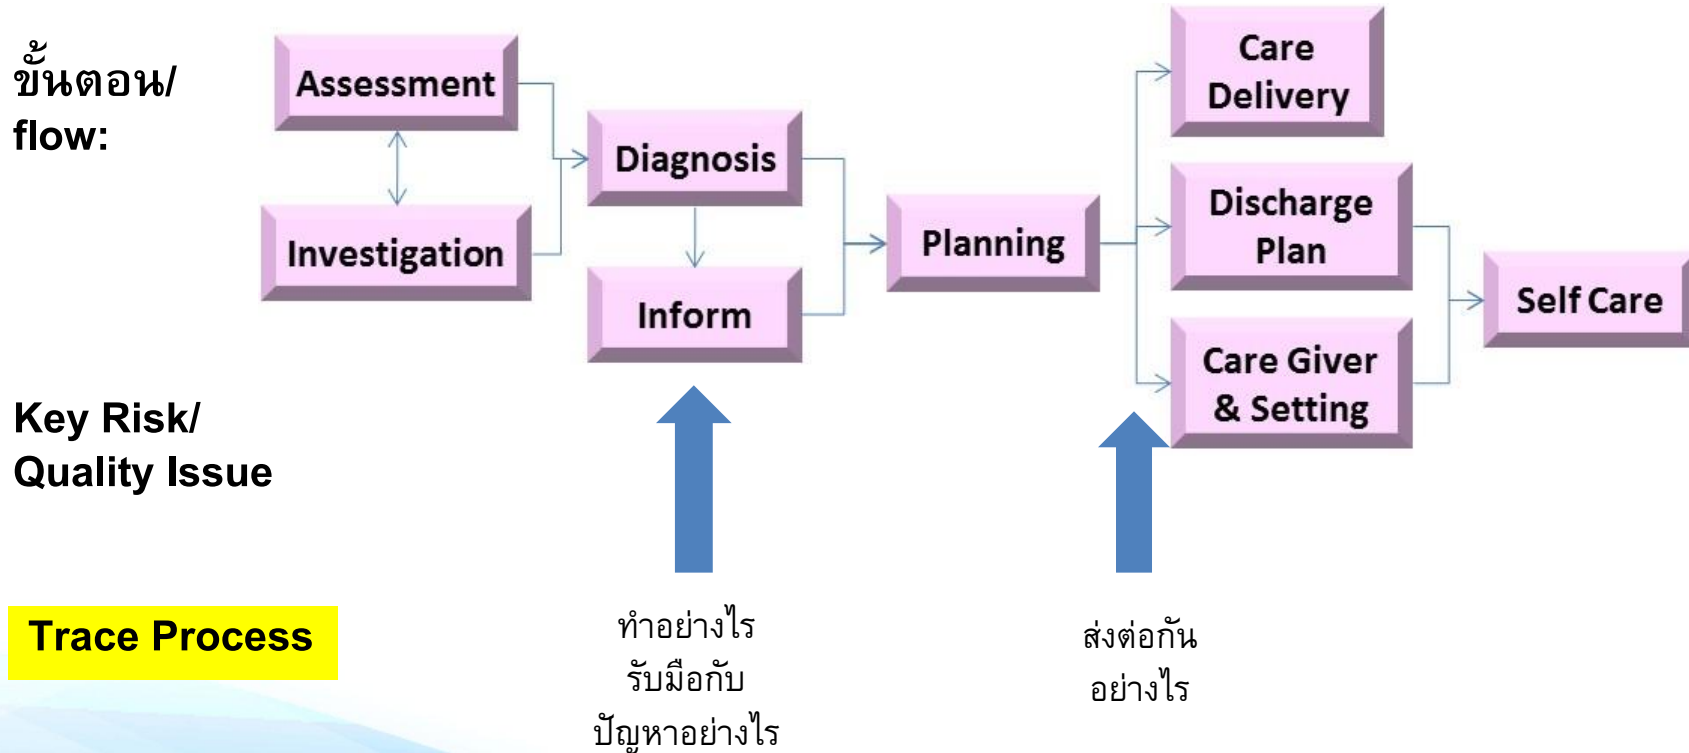 ขั้นตอน/
flow:
Assessment
Investigation
Diagnosis
Inform
Planning
Care
Delivery
Discharge
Plan
Care Giver
& Setting
Self Care
Key Risk/
Quality Issue
Trace Process
ทำอย่างไร
รับมือกับ
ปัญหาอย่างไร
ส่งต่อกัน
อย่างไร